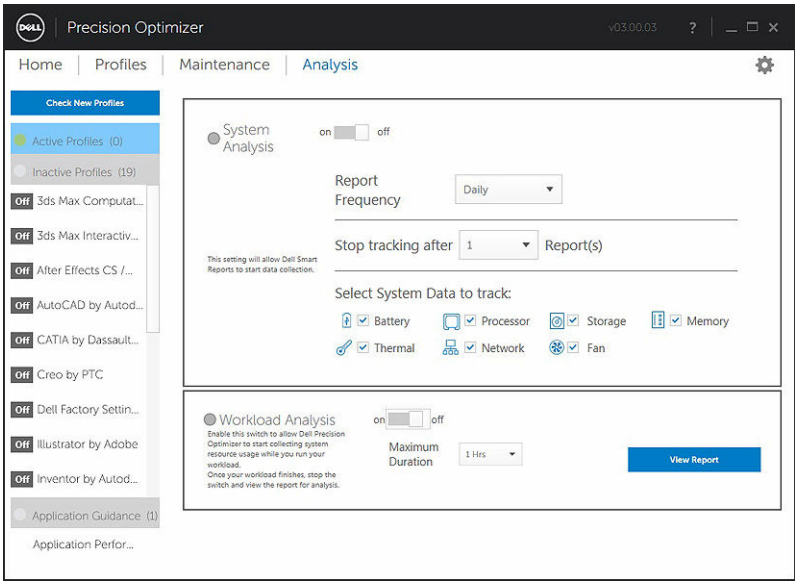 DELL
Precision Optimizer
v03.00.03
?
Home
Profiles
Maintenance
Analysis
Check New Profiles
Active Profiles (0)
Inactive Profiles (19)
Off 3ds Max Computat...
Off 3ds Max Interactiv...
Off After Effects CS /...
Off AutoCAD by Autod...
Off CATIA by Dassault...
Off Creo by PTC
Off Dell Factory Settin...
Off Illustrator by Adobe
Off Inventor by Autod...
Application Guidance (1)
Application Perfor...
System
Analysis
on off
This setting will allow Dell Smart
Reports to start data collection.
Report
Frequency
Daily
Stop tracking after 1 Report(s)
Select System Data to track:
Battery Processor Storage Memory
Thermal Network Fan
Workload Analysis
on off
Enable this switch to allow Dell Precision
Optimizer to start collecting system
resource usage while you run your
workload.
Once your workload finishes, stop the
switch and view the report for analysis.
Maximum
Duration
1 Hrs
View Report